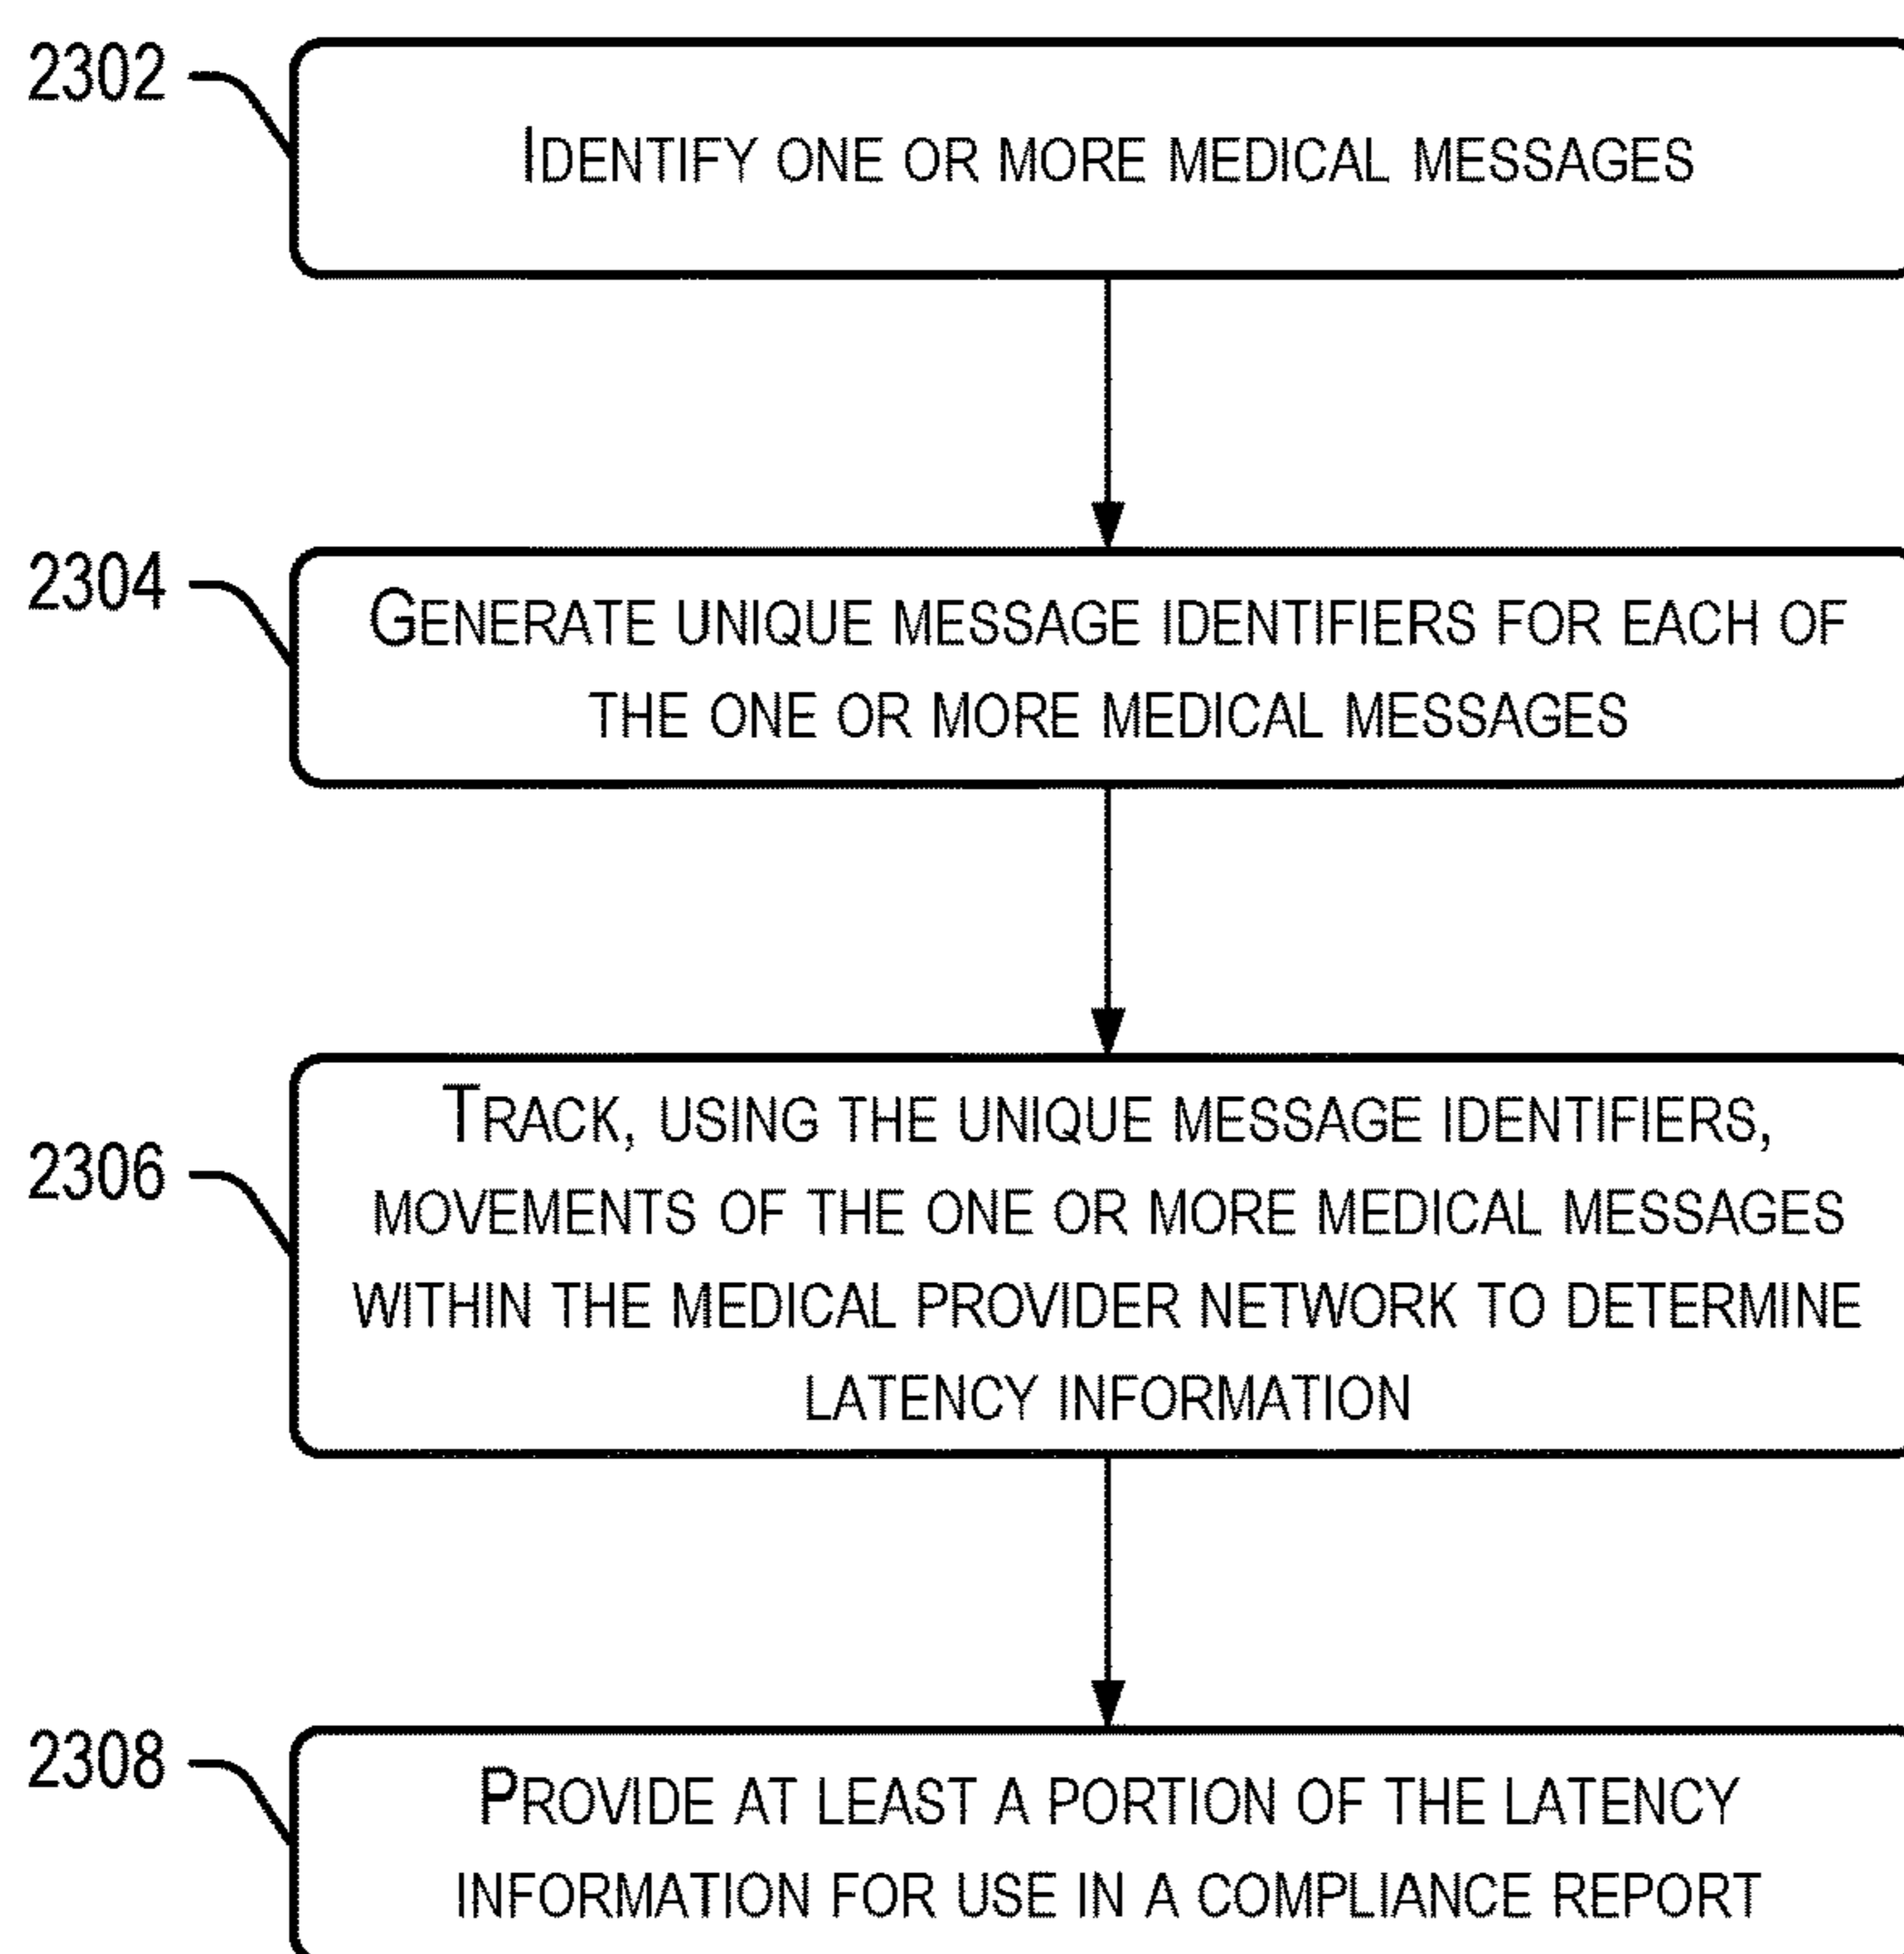 2302
IDENTIFY ONE OR MORE MEDICAL MESSAGES
2304
GENERATE UNIQUE MESSAGE IDENTIFIERS FOR EACH OF
THE ONE OR MORE MEDICAL MESSAGES
2306
TRACK, USING THE UNIQUE MESSAGE IDENTIFIERS,
MOVEMENTS OF THE ONE OR MORE MEDICAL MESSAGES
WITHIN THE MEDICAL PROVIDER NETWORK TO DETERMINE
LATENCY INFORMATION
2308
PROVIDE AT LEAST A PORTION OF THE LATENCY
INFORMATION FOR USE IN A COMPLIANCE REPORT